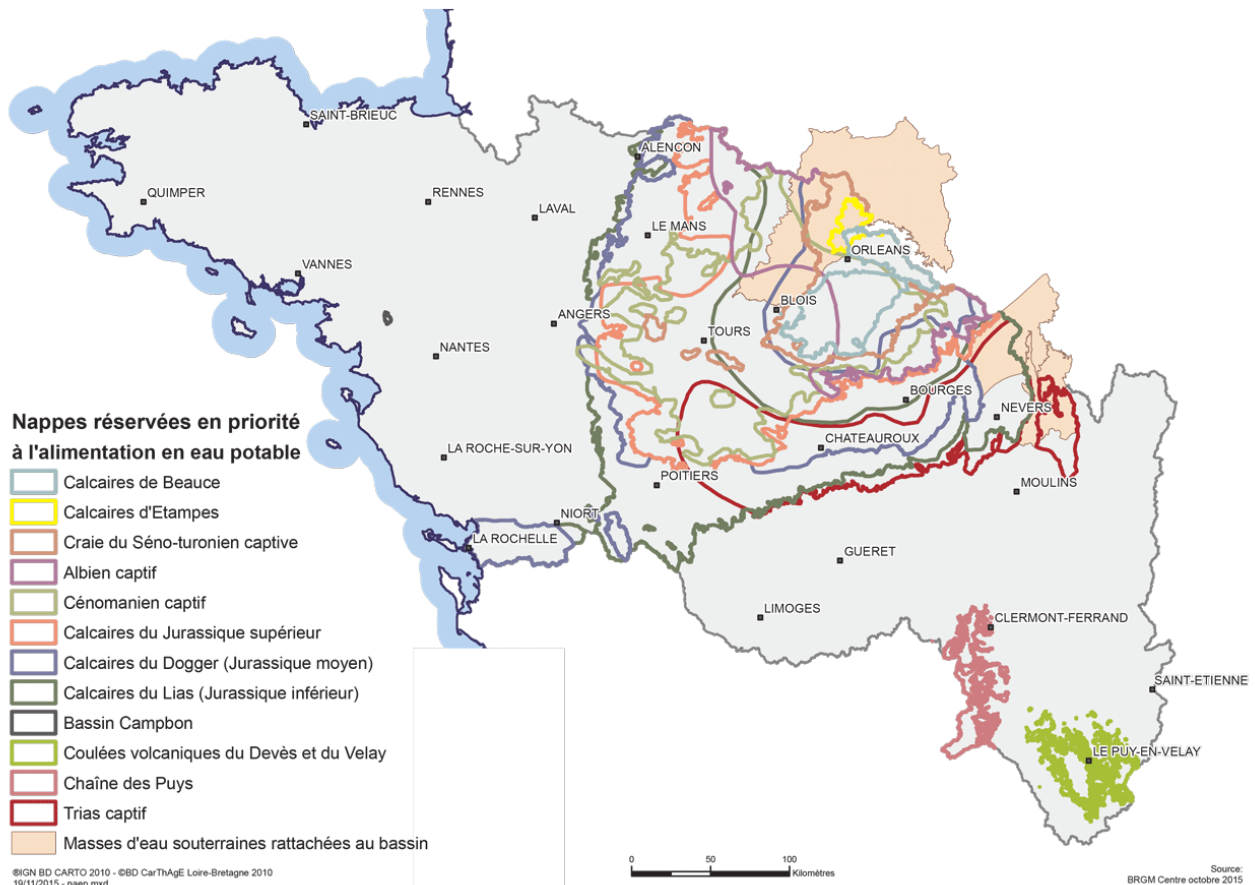 SAINT-BRIEUC
ALENCON
QUIMPER
RENNES
LAVAL
LE MANS
ORLEANS
VANNES
BLOIS
ANGERS
TOURS
NANTES
BOURGES
NEVERS
CHATEAUROUX
LA ROCHE-SUR-YON
POITIERS
MOULINS
NIORT
LA ROCHELLE
GUERET
LIMOGES
CLERMONT-FERRAND
SAINT-ETIENNE
LE PUY-EN-VELAY
Nappes réservées en priorité
à l'alimentation en eau potable
Calcaires de Beauce
Calcaires d'Etampes
Craie du Séno-turonien captive
Albien captif
Cénomanien captif
Calcaires du Jurassique supérieur
Calcaires du Dogger (Jurassique moyen)
Calcaires du Lias (Jurassique inférieur)
Bassin Campbon
Coulées volcaniques du Devès et du Velay
Chaîne des Puys
Trias captif
Masses d'eau souterraines rattachées au bassin
©IGN BD CARTO 2010 - ©BD CarThAgE Loire-Bretagne 2010
19/11/2015 - naep.mxd
0 50 100
Kilomètres
Source:
BRGM Centre octobre 2015